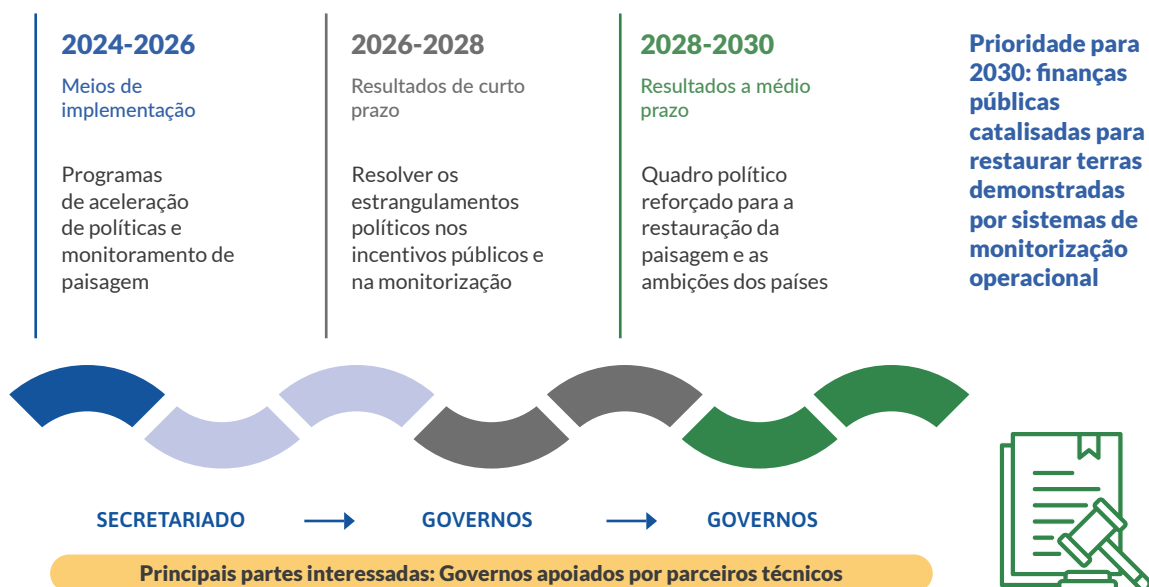 2024-2026
Meios de
implementação
Programas
de aceleração
de políticas e
monitoramento de
paisagem
2026-2028
Resultados de curto
prazo
Resolver os
estrangulamentos
políticos nos
incentivos públicos e
na monitorização
2028-2030
Resultados a médio
prazo
Quadro político
reforçado para a
restauração da
paisagem e as
ambições dos países
Prioridade para
2030: finanças
públicas
catalisadas para
restaurar terras
demonstradas
por sistemas de
monitorização
operacional
SECRETARIADO
GOVERNOS
GOVERNOS
Principais partes interessadas: Governos apoiados por parceiros técnicos